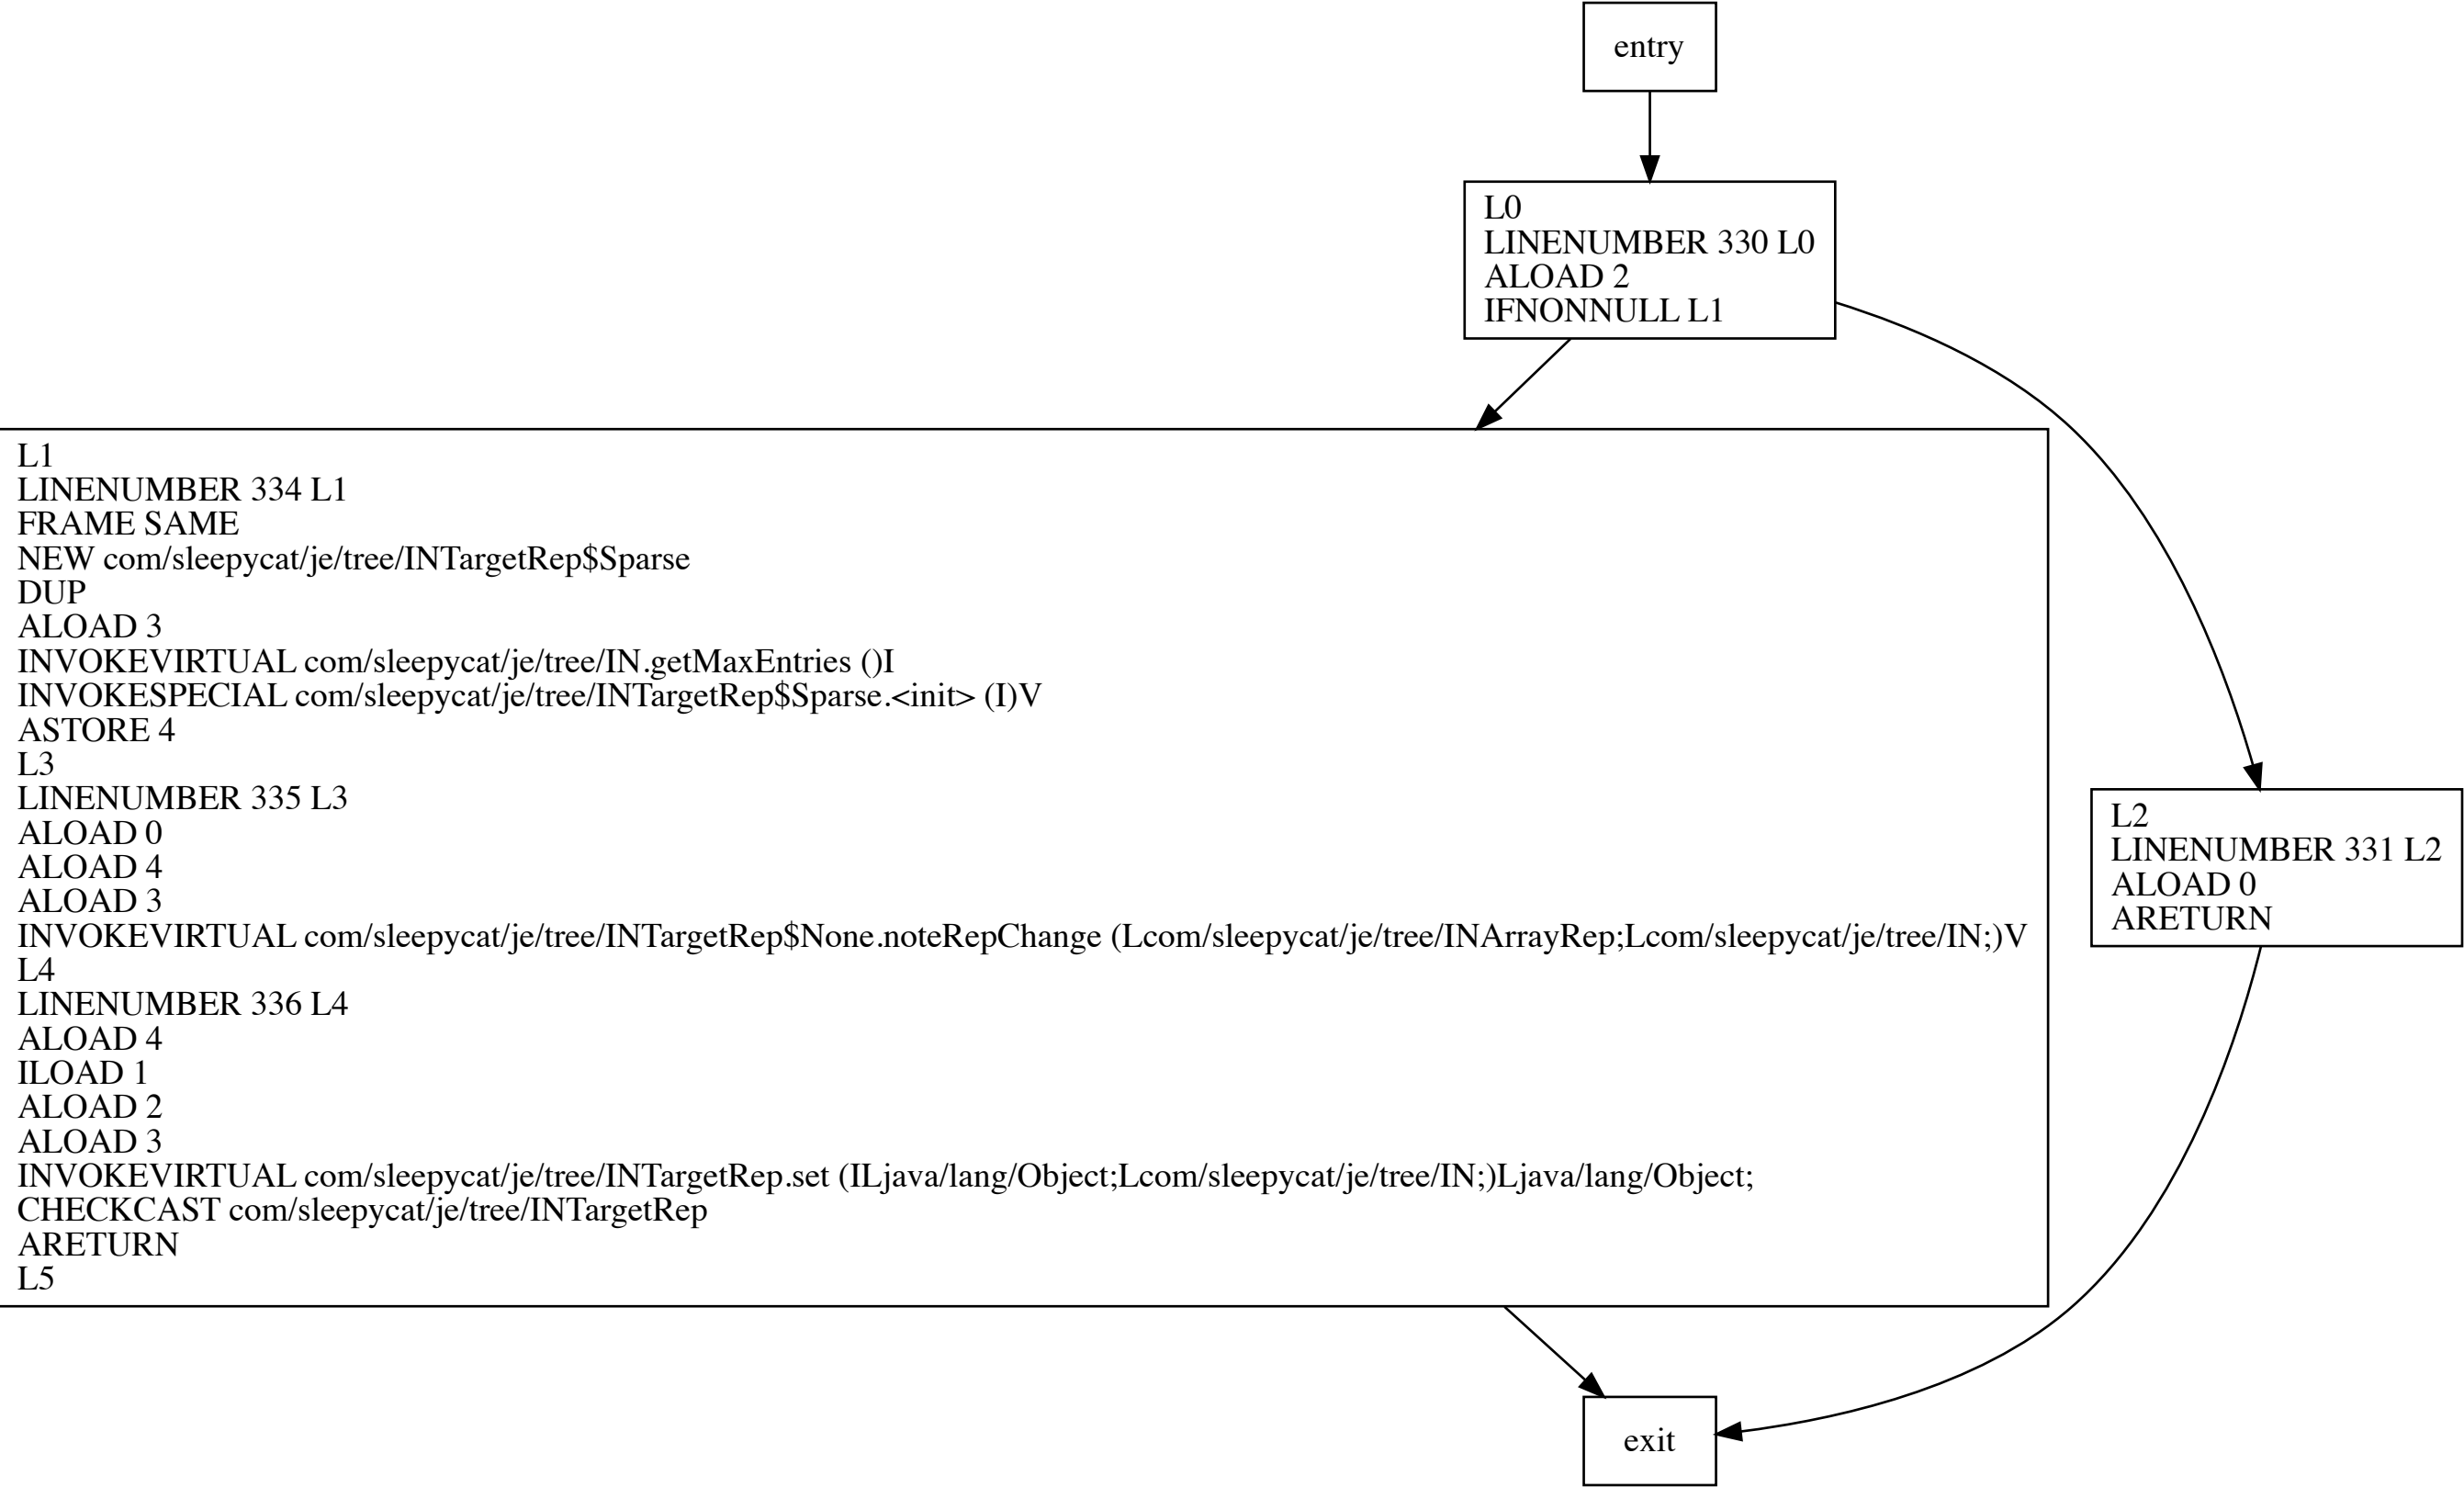 entry
L0
LINENUMBER 330 L0
ALOAD 2
IFNONNULL L1
L1
LINENUMBER 334 L1
FRAME SAME
NEW com/sleepycat/je/tree/INTargetRep$Sparse
DUP
ALOAD 3
INVOKEVIRTUAL com/sleepycat/je/tree/IN.getMaxEntries ()I
INVOKESPECIAL com/sleepycat/je/tree/INTargetRep$Sparse.<init> (I)V
ASTORE 4
L3
LINENUMBER 335 L3
ALOAD 0
ALOAD 4
ALOAD 3
INVOKEVIRTUAL com/sleepycat/je/tree/INTargetRep$None.noteRepChange (Lcom/sleepycat/je/tree/INArrayRep;Lcom/sleepycat/je/tree/IN;)V
L4
LINENUMBER 336 L4
ALOAD 4
ILOAD 1
ALOAD 2
ALOAD 3
INVOKEVIRTUAL com/sleepycat/je/tree/INTargetRep.set (ILjava/lang/Object;Lcom/sleepycat/je/tree/IN;)Ljava/lang/Object;
CHECKCAST com/sleepycat/je/tree/INTargetRep
ARETURN
L5
L2
LINENUMBER 331 L2
ALOAD 0
ARETURN
exit